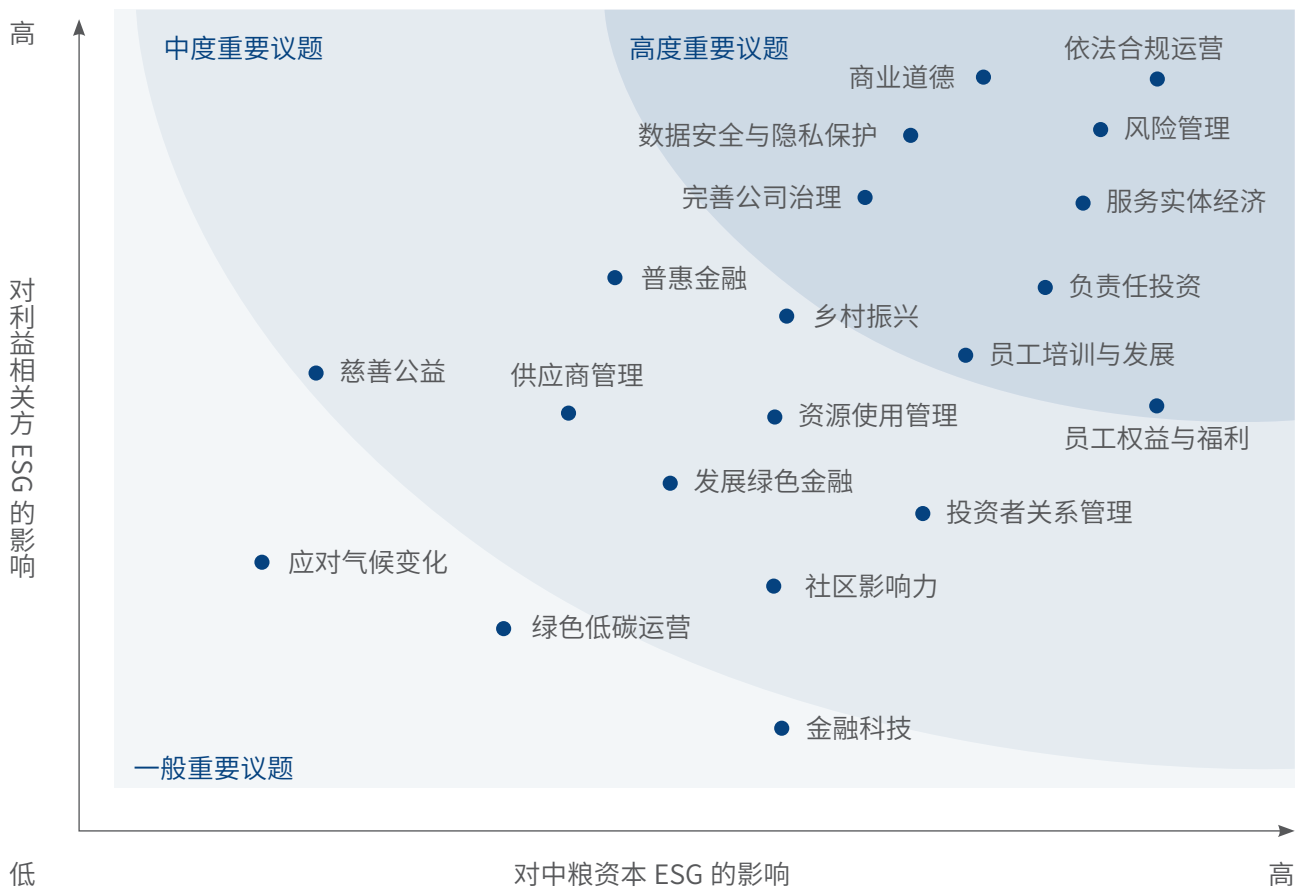 高
中度重要议题
高度重要议题
依法合规运营
商业道德
风险管理
数据安全与隐私保护
完善公司治理
服务实体经济
普惠金融
负责任投资
乡村振兴
员工培训与发展
慈善公益
供应商管理
资源使用管理
员工权益与福利
发展绿色金融
投资者关系管理
应对气候变化
社区影响力
绿色低碳运营
金融科技
一般重要议题
对利益相关方 ESG 的影响
低
对中粮资本 ESG 的影响
高